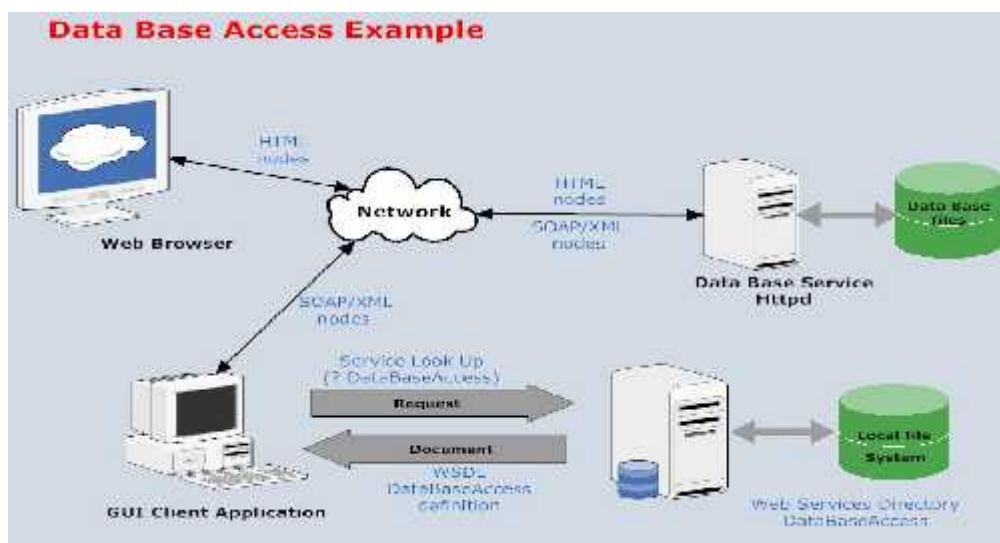 Data Base Access Example
HTML
nodes
Web Browser
Network
HTML
nodes
SOAP/XML
nodes
Data Base Service
Httpd
Data Base
files
SOAP/XML
nodes
Service Look Up
(? DataBaseAccess)
Request
Document
WSDL
DataBaseAccess
definition
GUI Client Application
Local file
System
Web Services Directory
DataBaseAccess